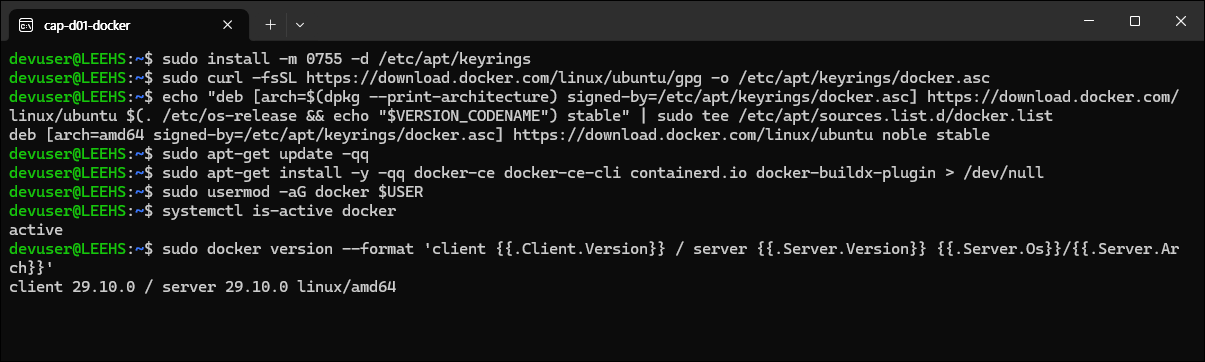 cap-d01-docker
devuser@LEEHS:~$ sudo install -m 0755 -d /etc/apt/keyrings
devuser@LEEHS:~$ sudo curl -fsSL https://download.docker.com/linux/ubuntu/gpg -o /etc/apt/keyrings/docker.asc
devuser@LEEHS:~$ echo "deb [arch=$(dpkg --print-architecture) signed-by=/etc/apt/keyrings/docker.asc] https://download.docker.com/
linux/ubuntu $(. /etc/os-release && echo "$VERSION_CODENAME") stable" | sudo tee /etc/apt/sources.list.d/docker.list
deb [arch=amd64 signed-by=/etc/apt/keyrings/docker.asc] https://download.docker.com/linux/ubuntu noble stable
devuser@LEEHS:~$ sudo apt-get update -qq
devuser@LEEHS:~$ sudo apt-get install -y -qq docker-ce docker-ce-cli containerd.io docker-buildx-plugin > /dev/null
devuser@LEEHS:~$ sudo usermod -aG docker $USER
devuser@LEEHS:~$ systemctl is-active docker
active
devuser@LEEHS:~$ sudo docker version --format 'client {{.Client.Version}} / server {{.Server.Version}} {{.Server.Os}}/{{.Server.Ar
ch}}'
client 29.10.0 / server 29.10.0 linux/amd64